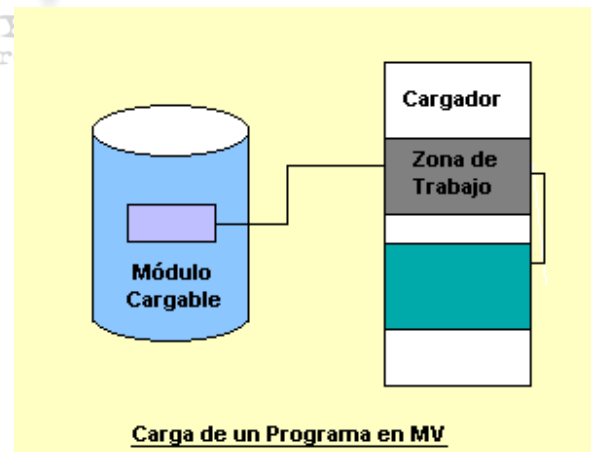 Cargador
Zona de
Trabajo
Módulo
Cargable
Carga de un Programa en MV